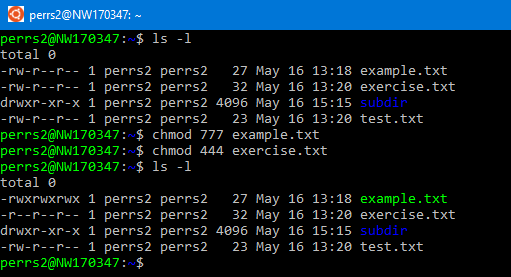 perrs2@NW170347: ~
perrs2@NW170347:~$ ls -l
total 0
-rw-r--r-- 1 perrs2 perrs2   27 May 16 13:18 example.txt
-rw-r--r-- 1 perrs2 perrs2   32 May 16 13:20 exercise.txt
drwxr-xr-x 1 perrs2 perrs2 4096 May 16 15:15 subdir
-rw-r--r-- 1 perrs2 perrs2   23 May 16 13:20 test.txt
perrs2@NW170347:~$ chmod 777 example.txt
perrs2@NW170347:~$ chmod 444 exercise.txt
perrs2@NW170347:~$ ls -l
total 0
-rwxrwxrwx 1 perrs2 perrs2   27 May 16 13:18 example.txt
-r--r--r-- 1 perrs2 perrs2   32 May 16 13:20 exercise.txt
drwxr-xr-x 1 perrs2 perrs2 4096 May 16 15:15 subdir
-rw-r--r-- 1 perrs2 perrs2   23 May 16 13:20 test.txt
perrs2@NW170347:~$